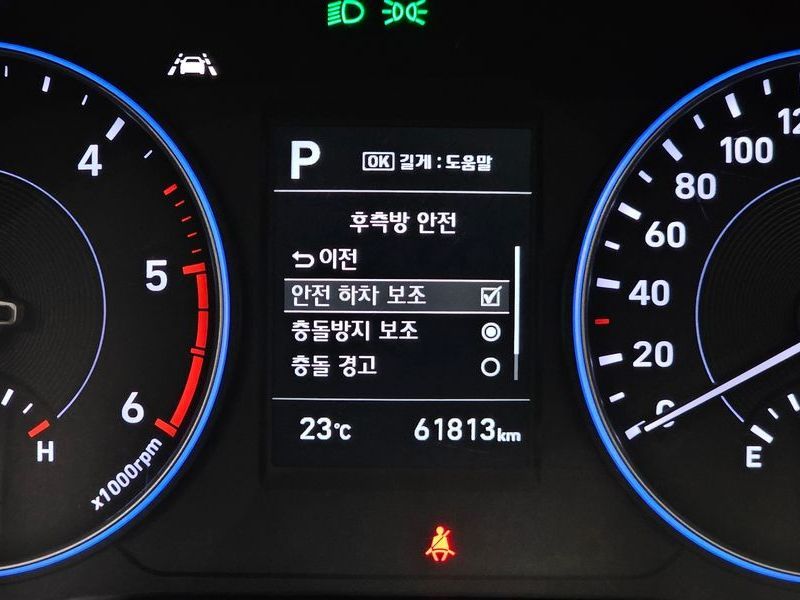 P OK 길게 : 도움말
후측방 안전
이전
안전 하차 보조
충돌방지 보조
충돌 경고
23°C 61813km
4
5
6
x1000rpm
H
100
80
60
40
20
0
E